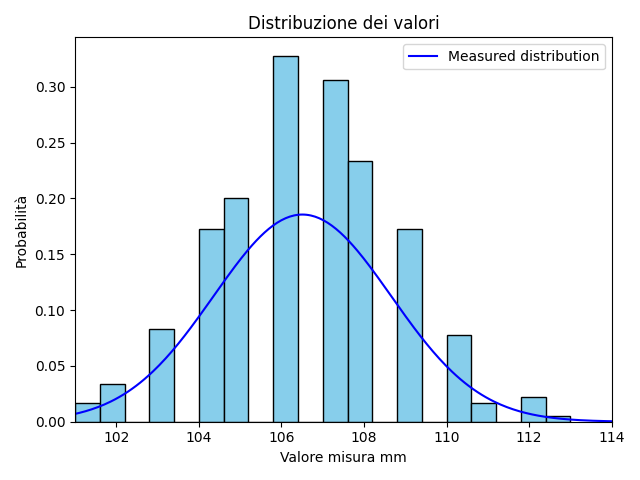 Distribuzione dei valori
Measured distribution
Probabilità
0.30
0.25
0.20
0.15
0.10
0.05
0.00
102 104 106 108 110 112 114
Valore misura mm